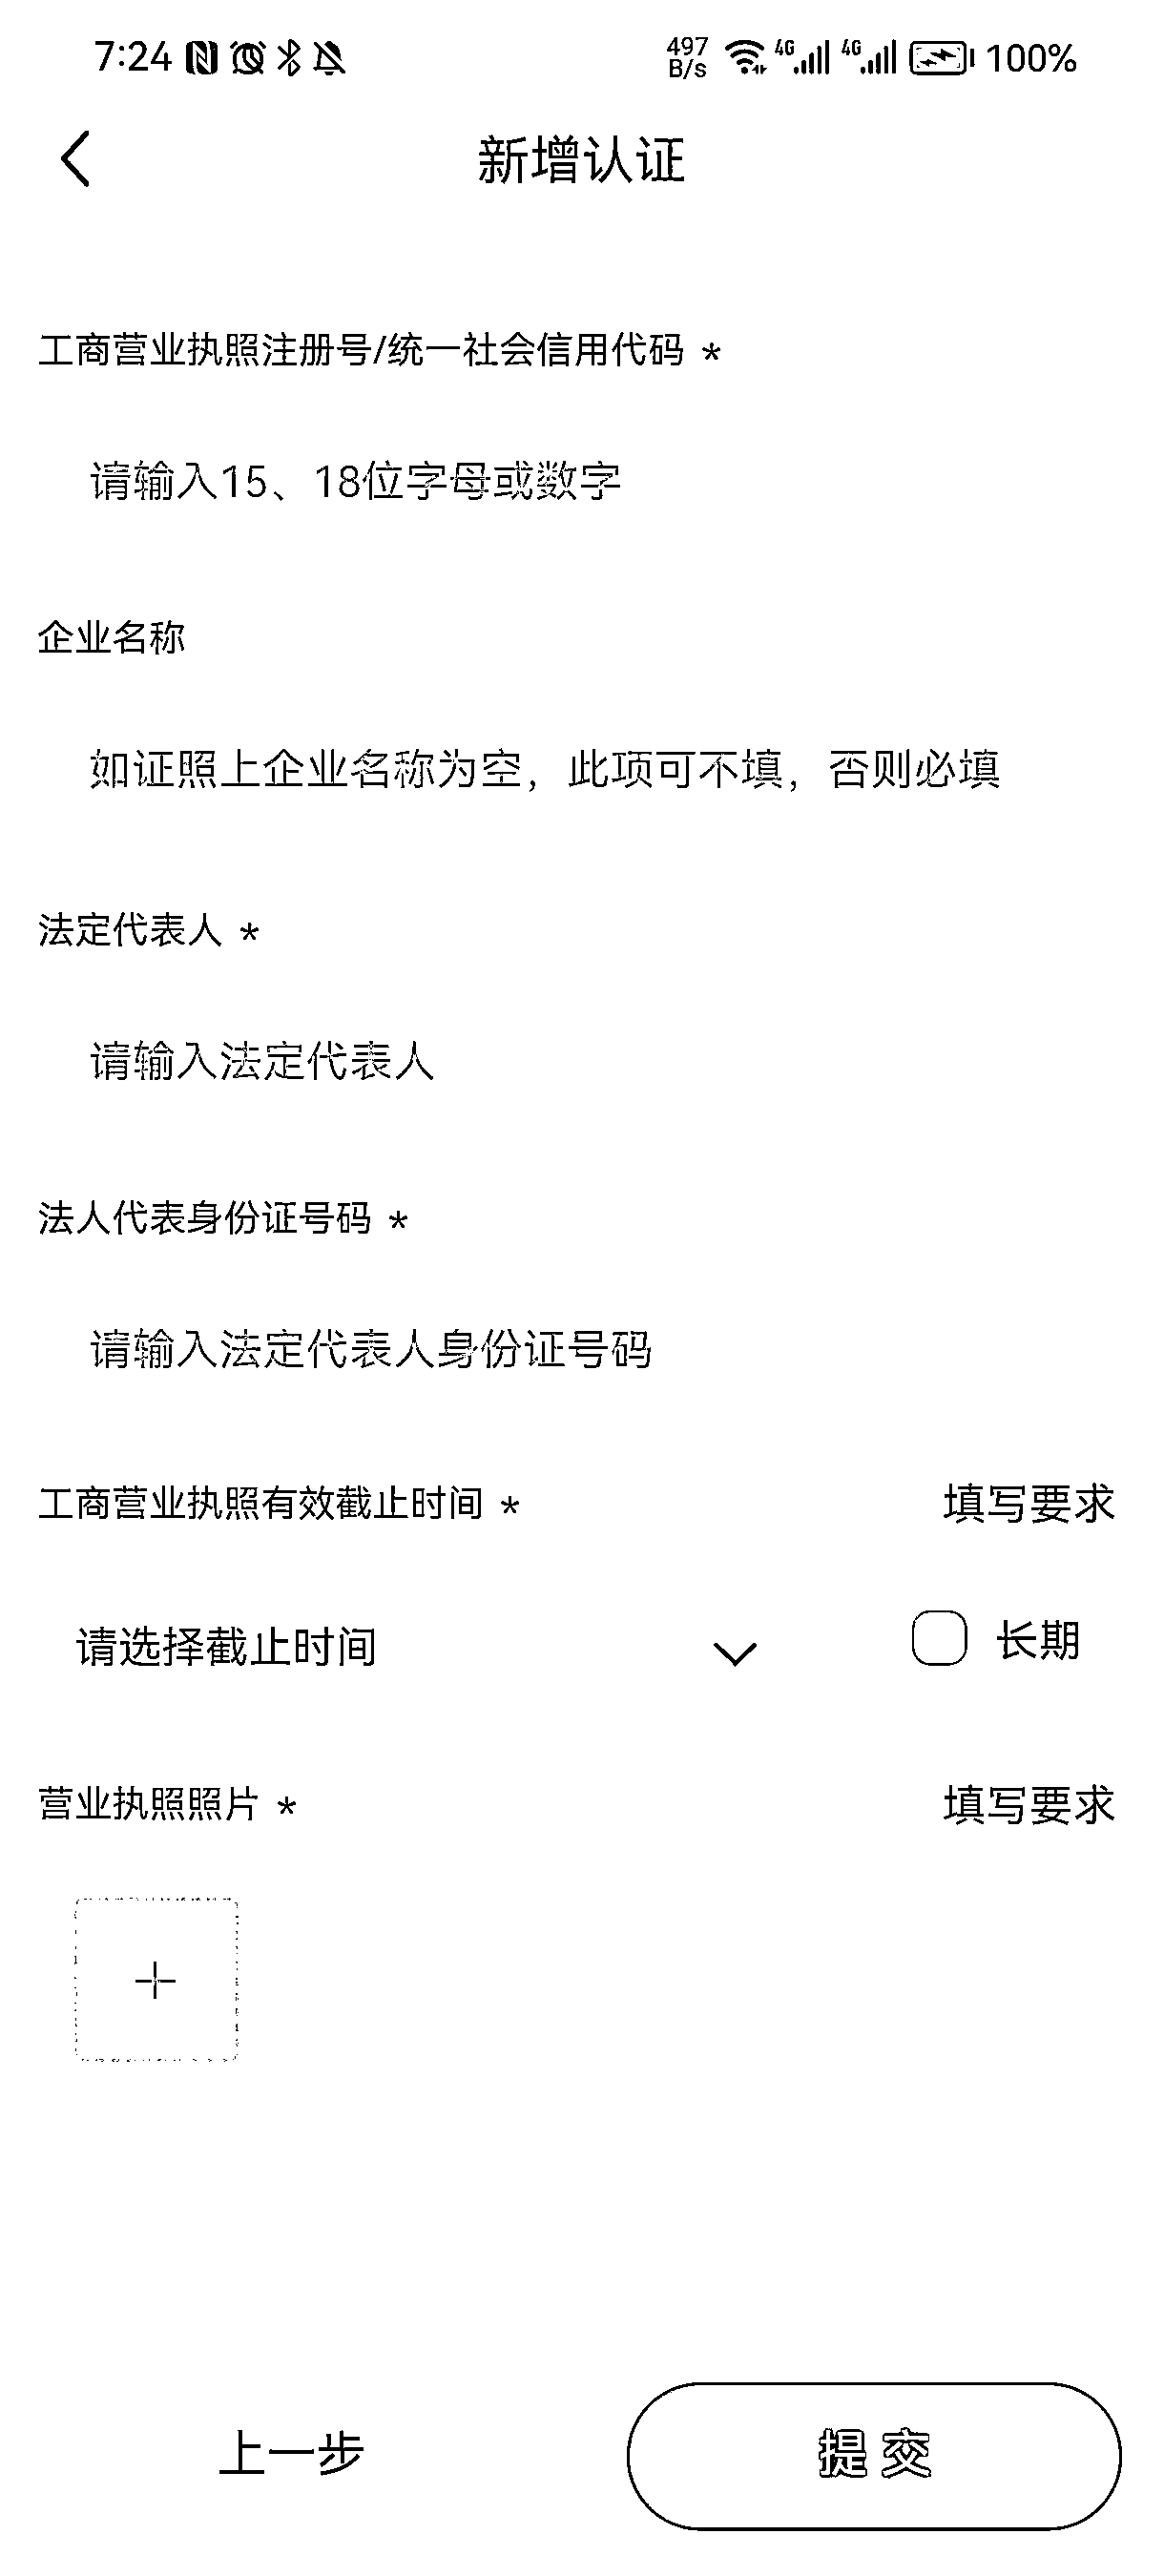 7:24 497 B/s 4G 4G 100%
新增认证
工商营业执照注册号/统一社会信用代码 *
请输入15、18位字母或数字
企业名称
如证照上企业名称为空，此项可不填，否则必填
法定代表人 *
请输入法定代表人
法人代表身份证号码 *
请输入法定代表人身份证号码
工商营业执照有效截止时间 * 填写要求
请选择截止时间 长期
营业执照照片 * 填写要求
上一步 提交